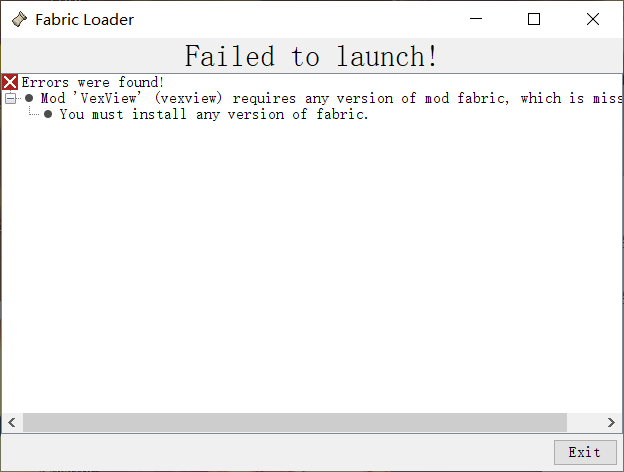 Fabric Loader
Failed to launch!
Errors were found!
Mod 'VexView' (vexview) requires any version of mod fabric, which is miss
You must install any version of fabric.
Exit